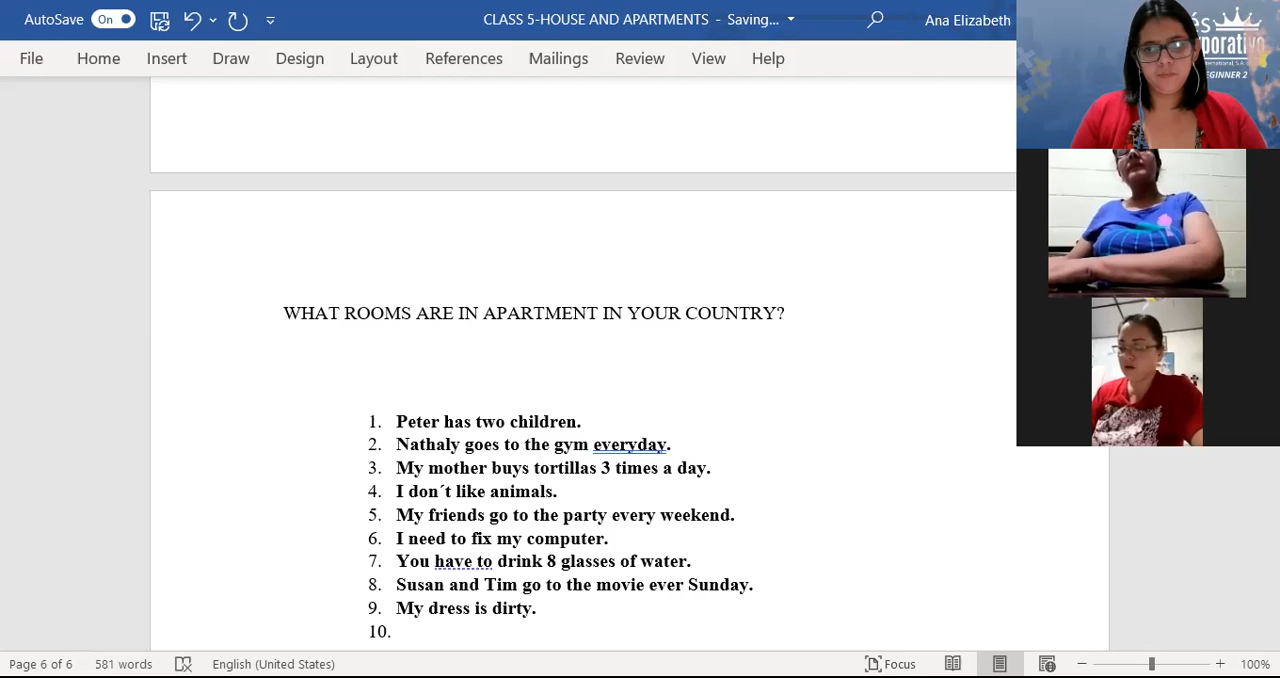 AutoSave On CLASS 5-HOUSE AND APARTMENTS - Saving... Ana Elizabeth
File Home Insert Draw Design Layout References Mailings Review View Help
BEGINNER 2
WHAT ROOMS ARE IN APARTMENT IN YOUR COUNTRY?
1. Peter has two children.
2. Nathaly goes to the gym everyday.
3. My mother buys tortillas 3 times a day.
4. I don´t like animals.
5. My friends go to the party every weekend.
6. I need to fix my computer.
7. You have to drink 8 glasses of water.
8. Susan and Tim go to the movie ever Sunday.
9. My dress is dirty.
10.
Page 6 of 6 581 words English (United States) Focus 100%